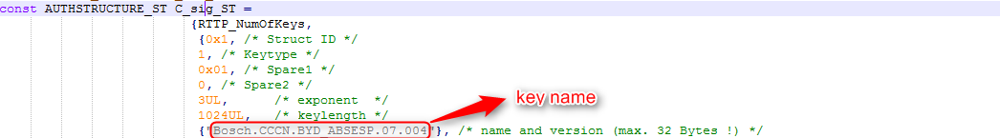 const AUTHSTRUCTURE_ST C_sig_ST =
{RTTP_NumOfKeys,
{0x1, /* Struct ID */
1, /* Keytype */
0x01, /* Spare1 */
0, /* Spare2 */
3UL, /* exponent */
1024UL, /* keylength */
{"Bosch.CCCN.BYD_ABSESP.07.004"}, /* name and version (max. 32 Bytes !) */
key name